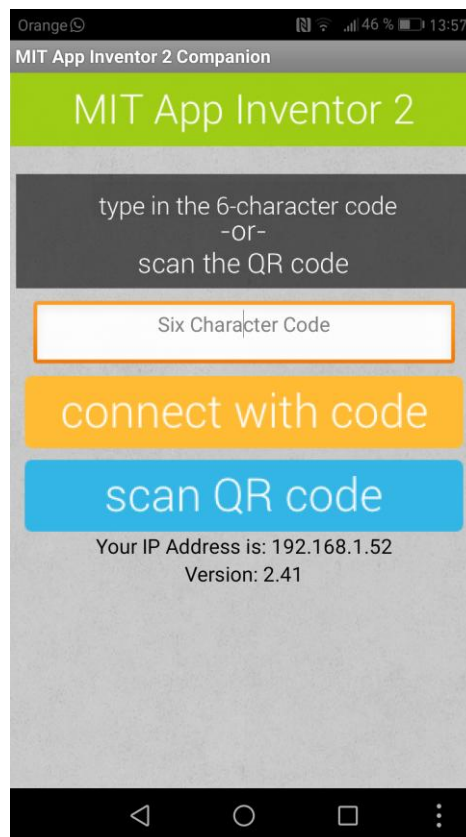 Orange 46 % 13:57
MIT App Inventor 2 Companion
MIT App Inventor 2
type in the 6-character code
-or-
scan the QR code
Six Character Code
connect with code
scan QR code
Your IP Address is: 192.168.1.52
Version: 2.41